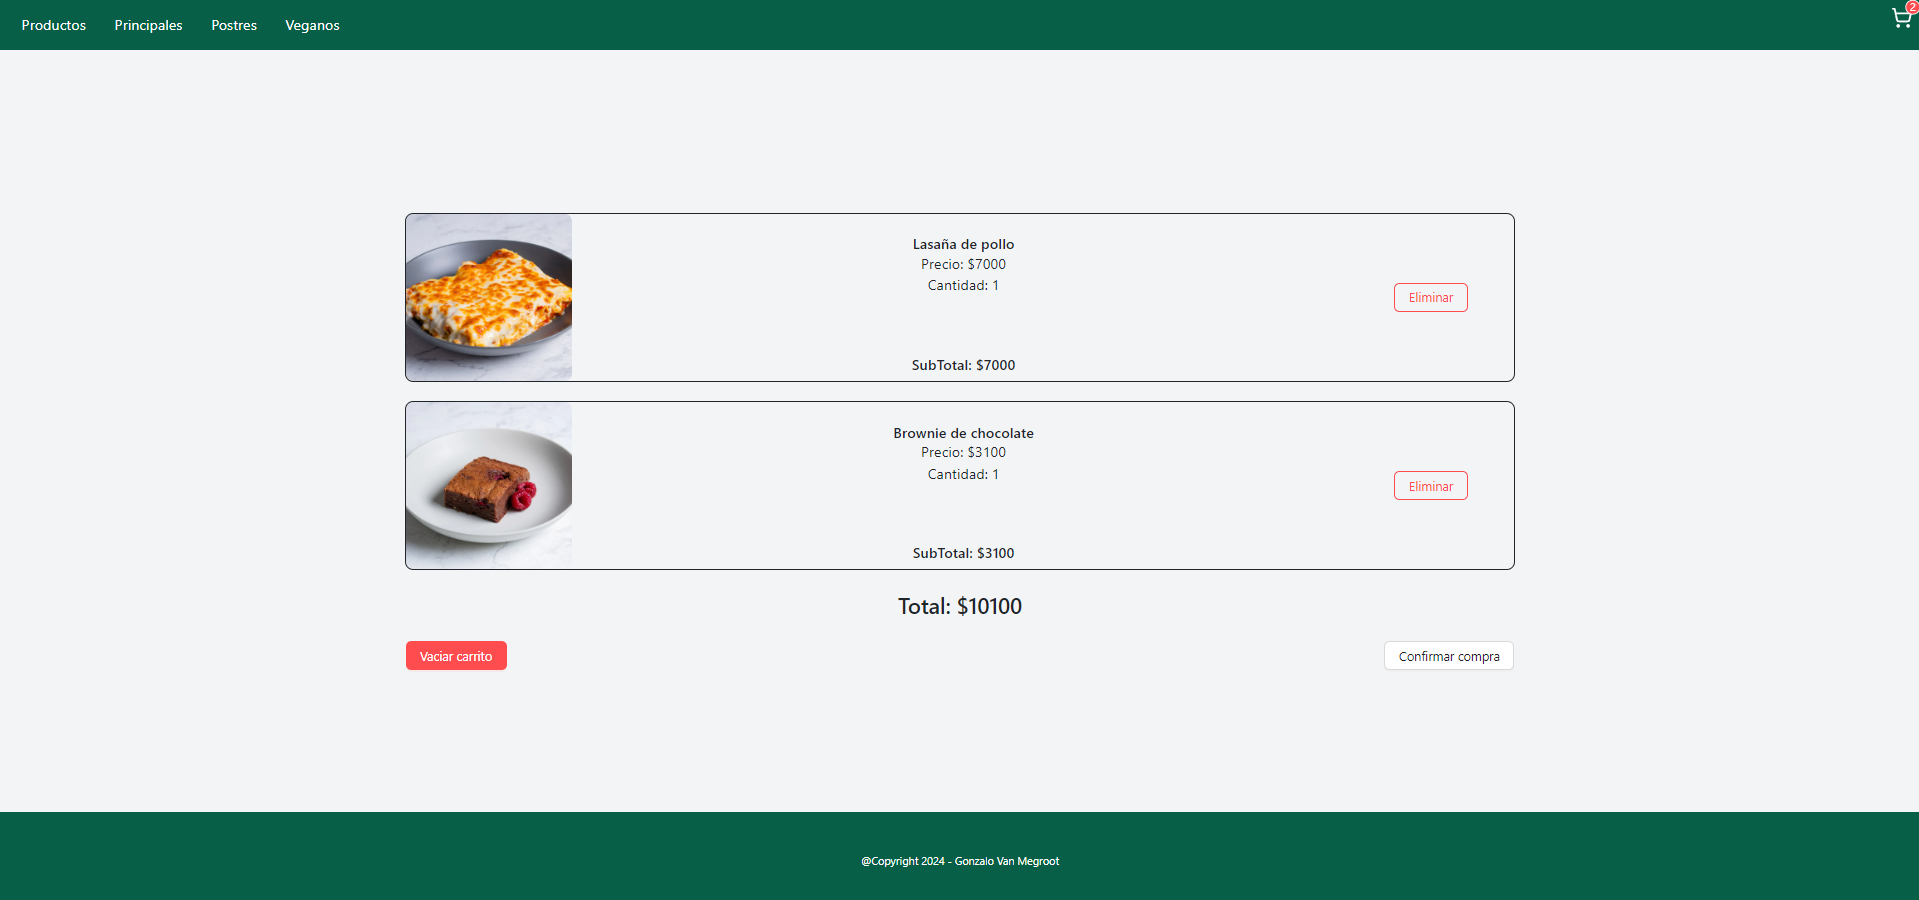 Productos Principales Postres Veganos 2
Lasaña de pollo
Precio: $7000
Cantidad: 1
Eliminar
SubTotal: $7000
Brownie de chocolate
Precio: $3100
Cantidad: 1
Eliminar
SubTotal: $3100
Total: $10100
Vaciar carrito Confirmar compra
@Copyright 2024 - Gonzalo Van Megroot